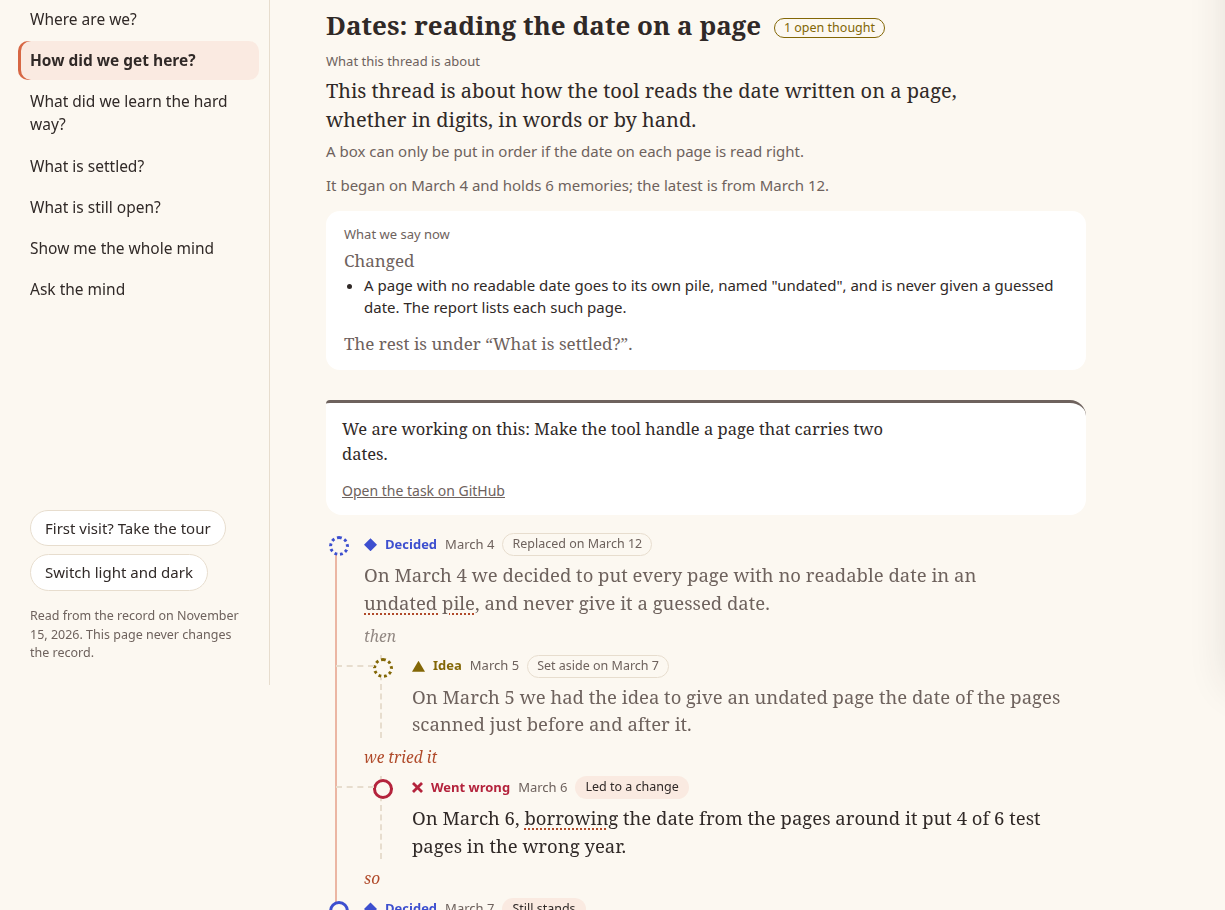 Where are we?
How did we get here?
What did we learn the hard
way?
What is settled?
What is still open?
Show me the whole mind
Ask the mind
First visit? Take the tour
Switch light and dark
Read from the record on November
15, 2026. This page never changes
the record.
Dates: reading the date on a page 1 open thought
What this thread is about
This thread is about how the tool reads the date written on a page,
whether in digits, in words or by hand.
A box can only be put in order if the date on each page is read right.
It began on March 4 and holds 6 memories; the latest is from March 12.
What we say now
Changed
• A page with no readable date goes to its own pile, named "undated", and is never given a guessed
date. The report lists each such page.
The rest is under “What is settled?”.
We are working on this: Make the tool handle a page that carries two
dates.
Open the task on GitHub
Decided March 4 Replaced on March 12
On March 4 we decided to put every page with no readable date in an
undated pile, and never give it a guessed date.
then
Idea March 5 Set aside on March 7
On March 5 we had the idea to give an undated page the date of the pages
scanned just before and after it.
we tried it
Went wrong March 6 Led to a change
On March 6, borrowing the date from the pages around it put 4 of 6 test
pages in the wrong year.
so
Decided March 7 Still stands